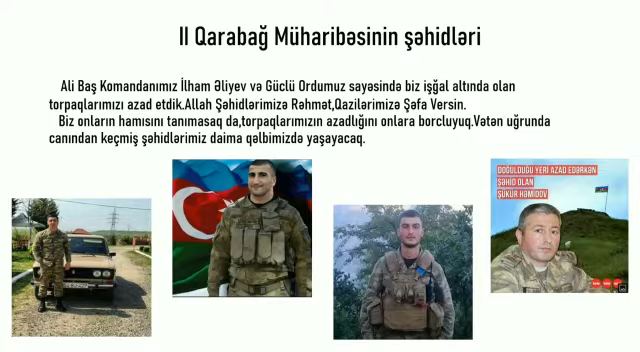 II Qarabağ Müharibəsinin şəhidləri
Ali Baş Komandanımız İlham Əliyev və Güclü Ordumuz sayəsində biz işğal altında olan
torpaqlarımızı azad etdik.Allah Şəhidlərimizə Rəhmət,Qazilərimizə Şəfa Versin.
Biz onların hamısını tanımasaq da,torpaqlarımızın azadlığını onlara borcluyuq.Vətən uğrunda
canından keçmiş şəhidlərimiz daima qəlbimizdə yaşayacaq.
DOĞULDUĞU YERİ AZAD EDƏRKƏN
ŞƏHİD OLAN
ŞÜKÜR HƏMİDOV